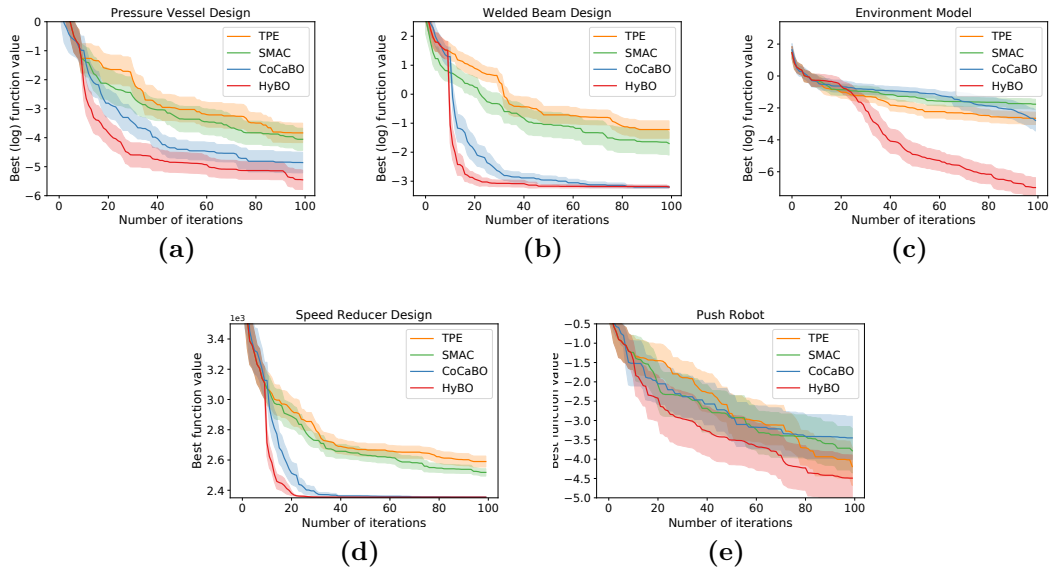 Pressure Vessel Design
Best (log) function value
0
−1
−2
−3
−4
−5
−6
TPE
SMAC
CoCaBO
HyBO
0 20 40 60 80 100
Number of iterations
(a)
Welded Beam Design
Best (log) function value
2
1
0
−1
−2
−3
TPE
SMAC
CoCaBO
HyBO
0 20 40 60 80 100
Number of iterations
(b)
Environment Model
Best (log) function value
2
0
−2
−4
−6
TPE
SMAC
CoCaBO
HyBO
0 20 40 60 80 100
Number of iterations
(c)
Speed Reducer Design
1e3
Best function value
3.4
3.2
3.0
2.8
2.6
2.4
TPE
SMAC
CoCaBO
HyBO
0 20 40 60 80 100
Number of iterations
(d)
Push Robot
Best function value
−0.5
−1.0
−1.5
−2.0
−2.5
−3.0
−3.5
−4.0
−4.5
−5.0
TPE
SMAC
CoCaBO
HyBO
0 20 40 60 80 100
Number of iterations
(e)